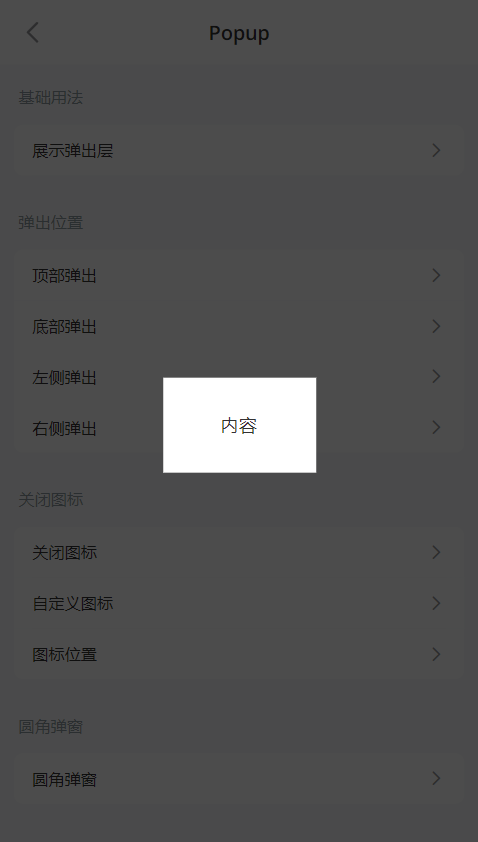 Popup
基础用法
展示弹出层
弹出位置
顶部弹出
底部弹出
左侧弹出
内容
右侧弹出
关闭图标
关闭图标
自定义图标
图标位置
圆角弹窗
圆角弹窗